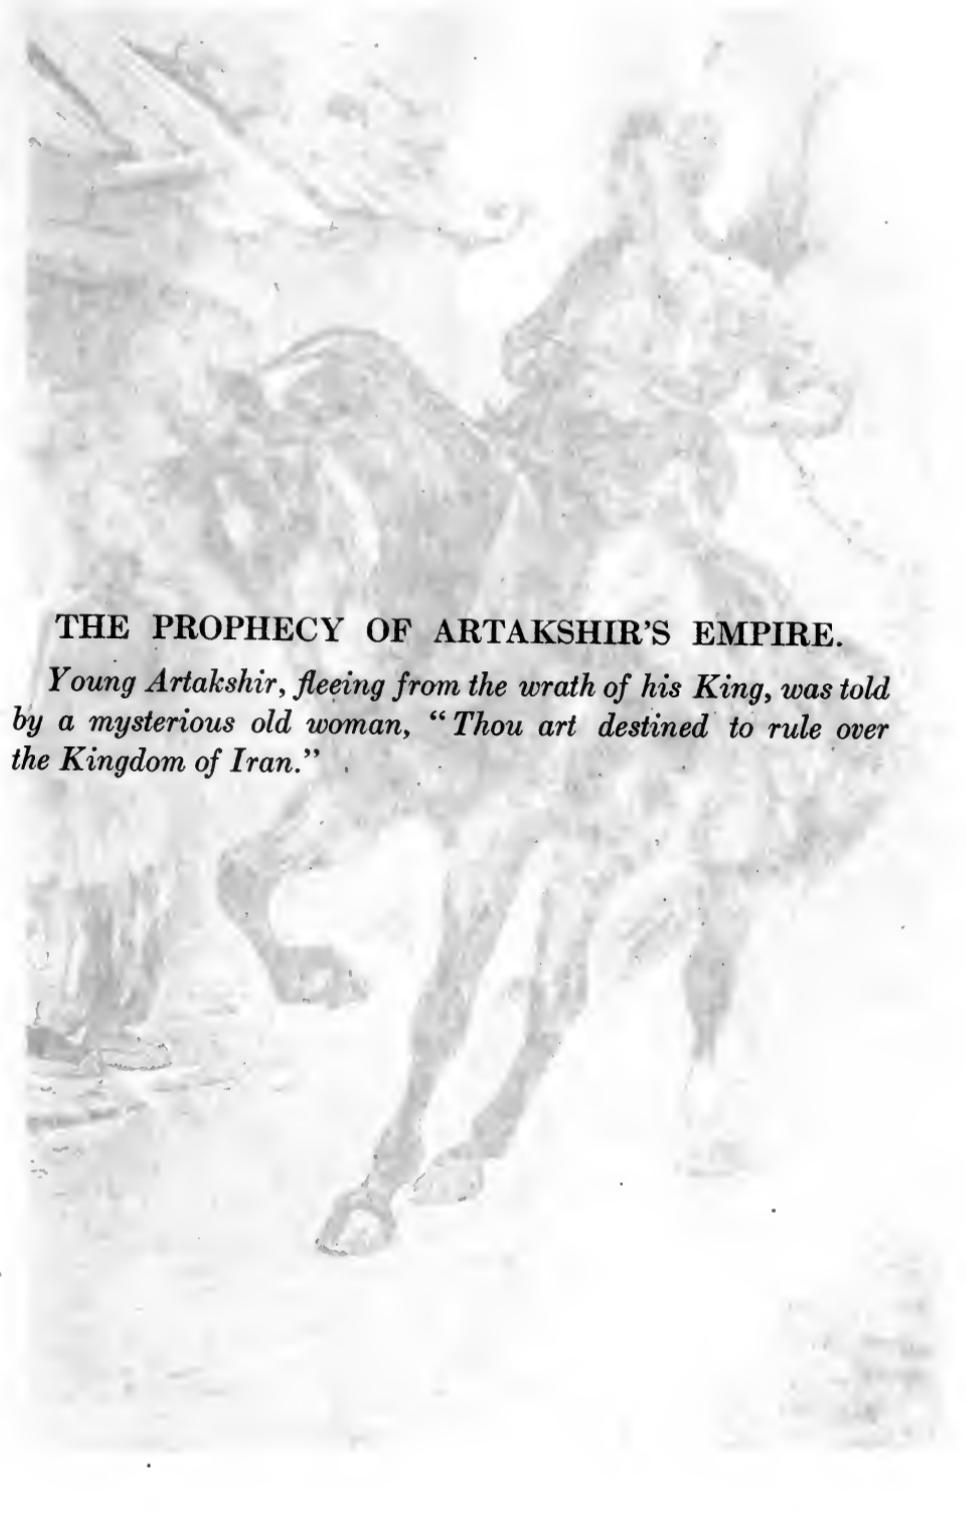 THE PROPHECY OF ARTAKSHIR'S EMPIRE.
Young Artakshir, fleeing from the wrath of his King, was told
by a mysterious old woman, “Thou art destined to rule over
the Kingdom of Iran.”